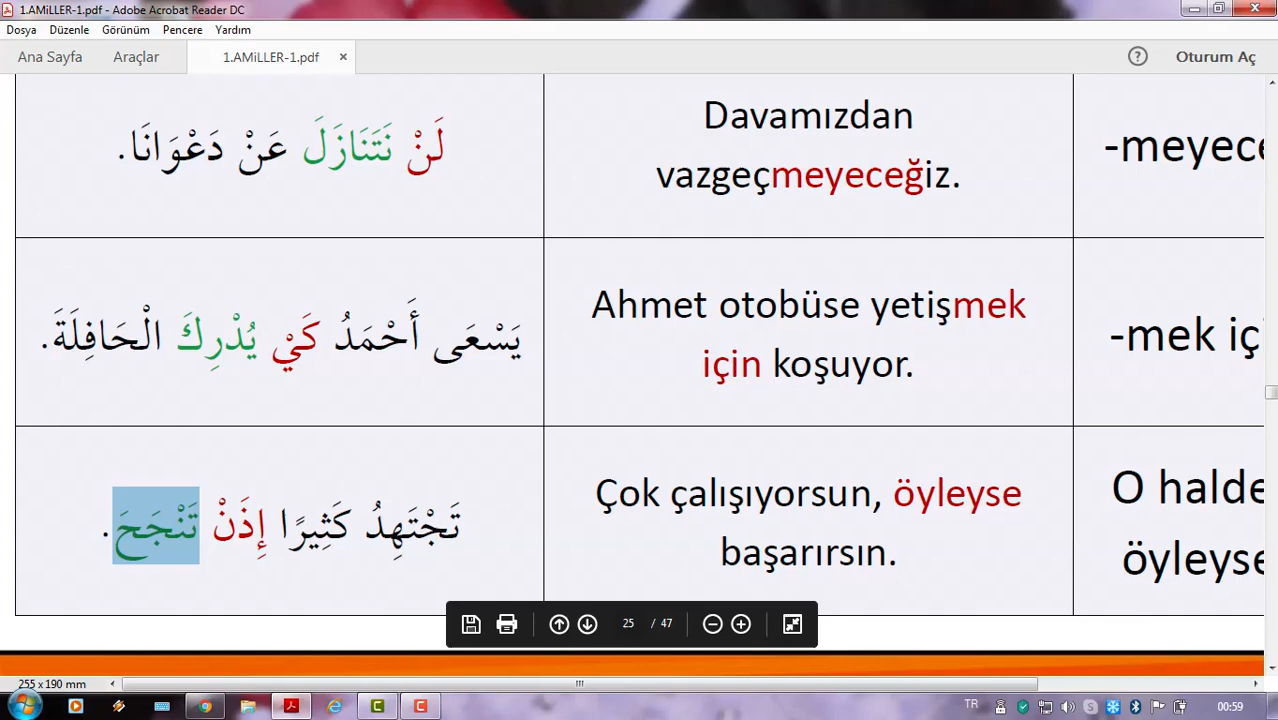 1.AMiLLER-1.pdf - Adobe Acrobat Reader DC
Dosya Düzenle Görünüm Pencere Yardım
Ana Sayfa Araçlar 1.AMiLLER-1.pdf × ? Oturum Aç
لَنْ نَتَنَازَلَ عَنْ دَعْوَانَا.
Davamızdan
vazgeçmeyeceğiz.
-meyece
يَسْعَى أَحْمَدُ كَيْ يُدْرِكَ الْحَافِلَةَ.
Ahmet otobüse yetişmek
için koşuyor.
-mek içi
تَجْتَهِدُ كَثِيرًا إِذَنْ تَنْجَحَ.
Çok çalışıyorsun, öyleyse
başarırsın.
O halde
öyleyse
25 / 47
255 x 190 mm
TR 00:59